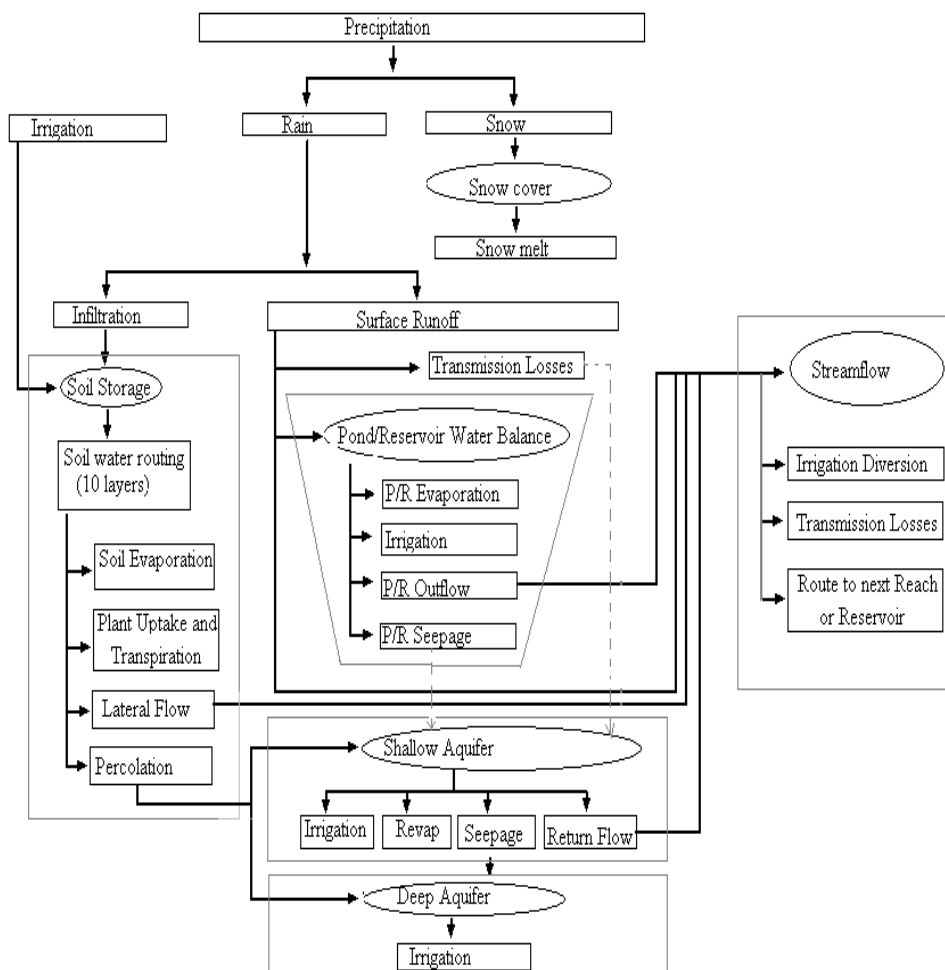 Precipitation
Irrigation
Rain
Snow
Snow cover
Snow melt
Infiltration
Surface Runoff
Transmission Losses
Streamflow
Soil Storage
Pond/Reservoir Water Balance
Soil water routing
(10 layers)
Irrigation Diversion
P/R Evaporation
Transmission Losses
Irrigation
Soil Evaporation
P/R Outflow
Route to next Reach
or Reservoir
Plant Uptake and
Transpiration
P/R Seepage
Lateral Flow
Shallow Aquifer
Percolation
Irrigation
Revap
Seepage
Return Flow
Deep Aquifer
Irrigation